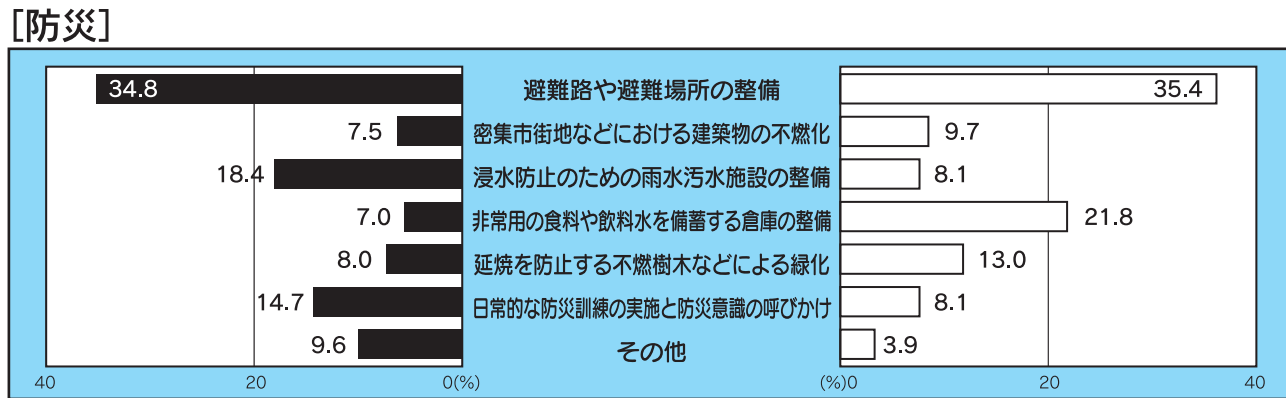 [防災]
34.8 避難路や避難場所の整備 35.4
7.5 密集市街地などにおける建築物の不燃化 9.7
18.4 浸水防止のための雨水汚水施設の整備 8.1
7.0 非常用の食料や飲料水を備蓄する倉庫の整備 21.8
8.0 延焼を防止する不燃樹木などによる緑化 13.0
14.7 日常的な防災訓練の実施と防災意識の呼びかけ 8.1
9.6 その他 3.9
40 20 0(%) (%)0 20 40